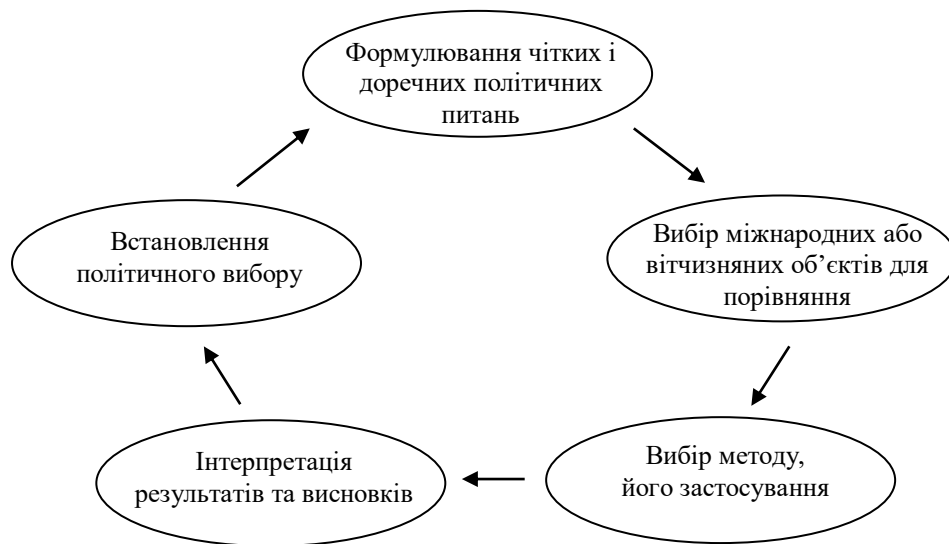 Формулювання чітких і
доречних політичних
питань
Вибір міжнародних або
вітчизняних об’єктів для
порівняння
Вибір методу,
його застосування
Інтерпретація
результатів та висновків
Встановлення
політичного вибору